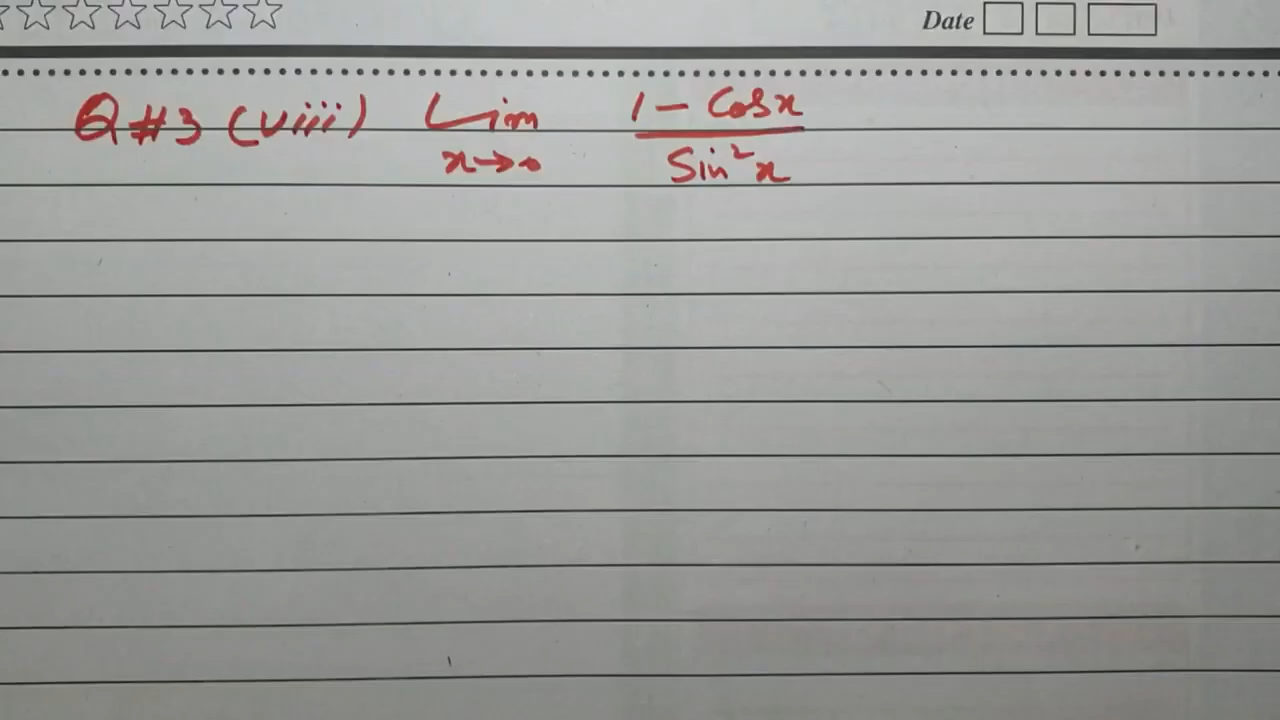 Date
Q#3 (viii) Lim x→0 1 - Cosx / Sin²x